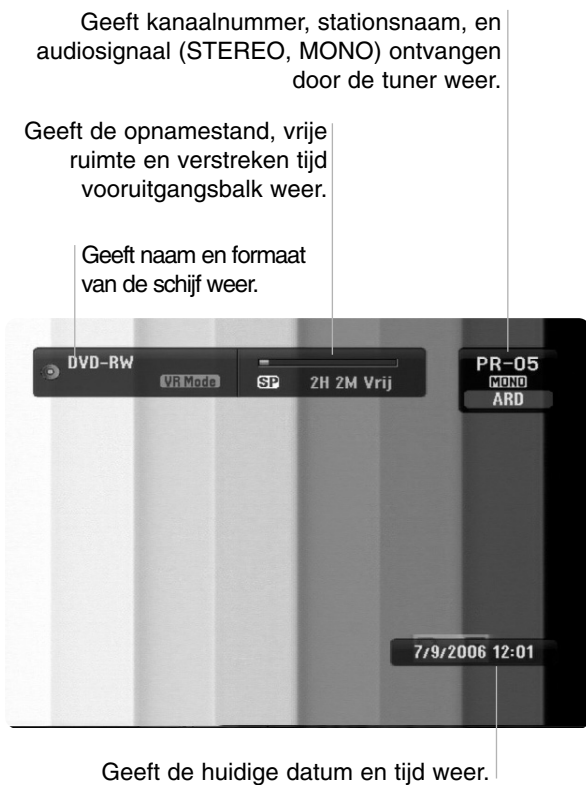 Geeft kanaalnummer, stationsnaam, en
audiosignaal (STEREO, MONO) ontvangen
door de tuner weer.
Geeft de opnamestand, vrije
ruimte en verstreken tijd
vooruitgangsbalk weer.
Geeft naam en formaat
van de schijf weer.
DVD-RW
VR Mode
SP 2H 2M Vrij
PR-05
MONO
ARD
7/9/2006 12:01
Geeft de huidige datum en tijd weer.